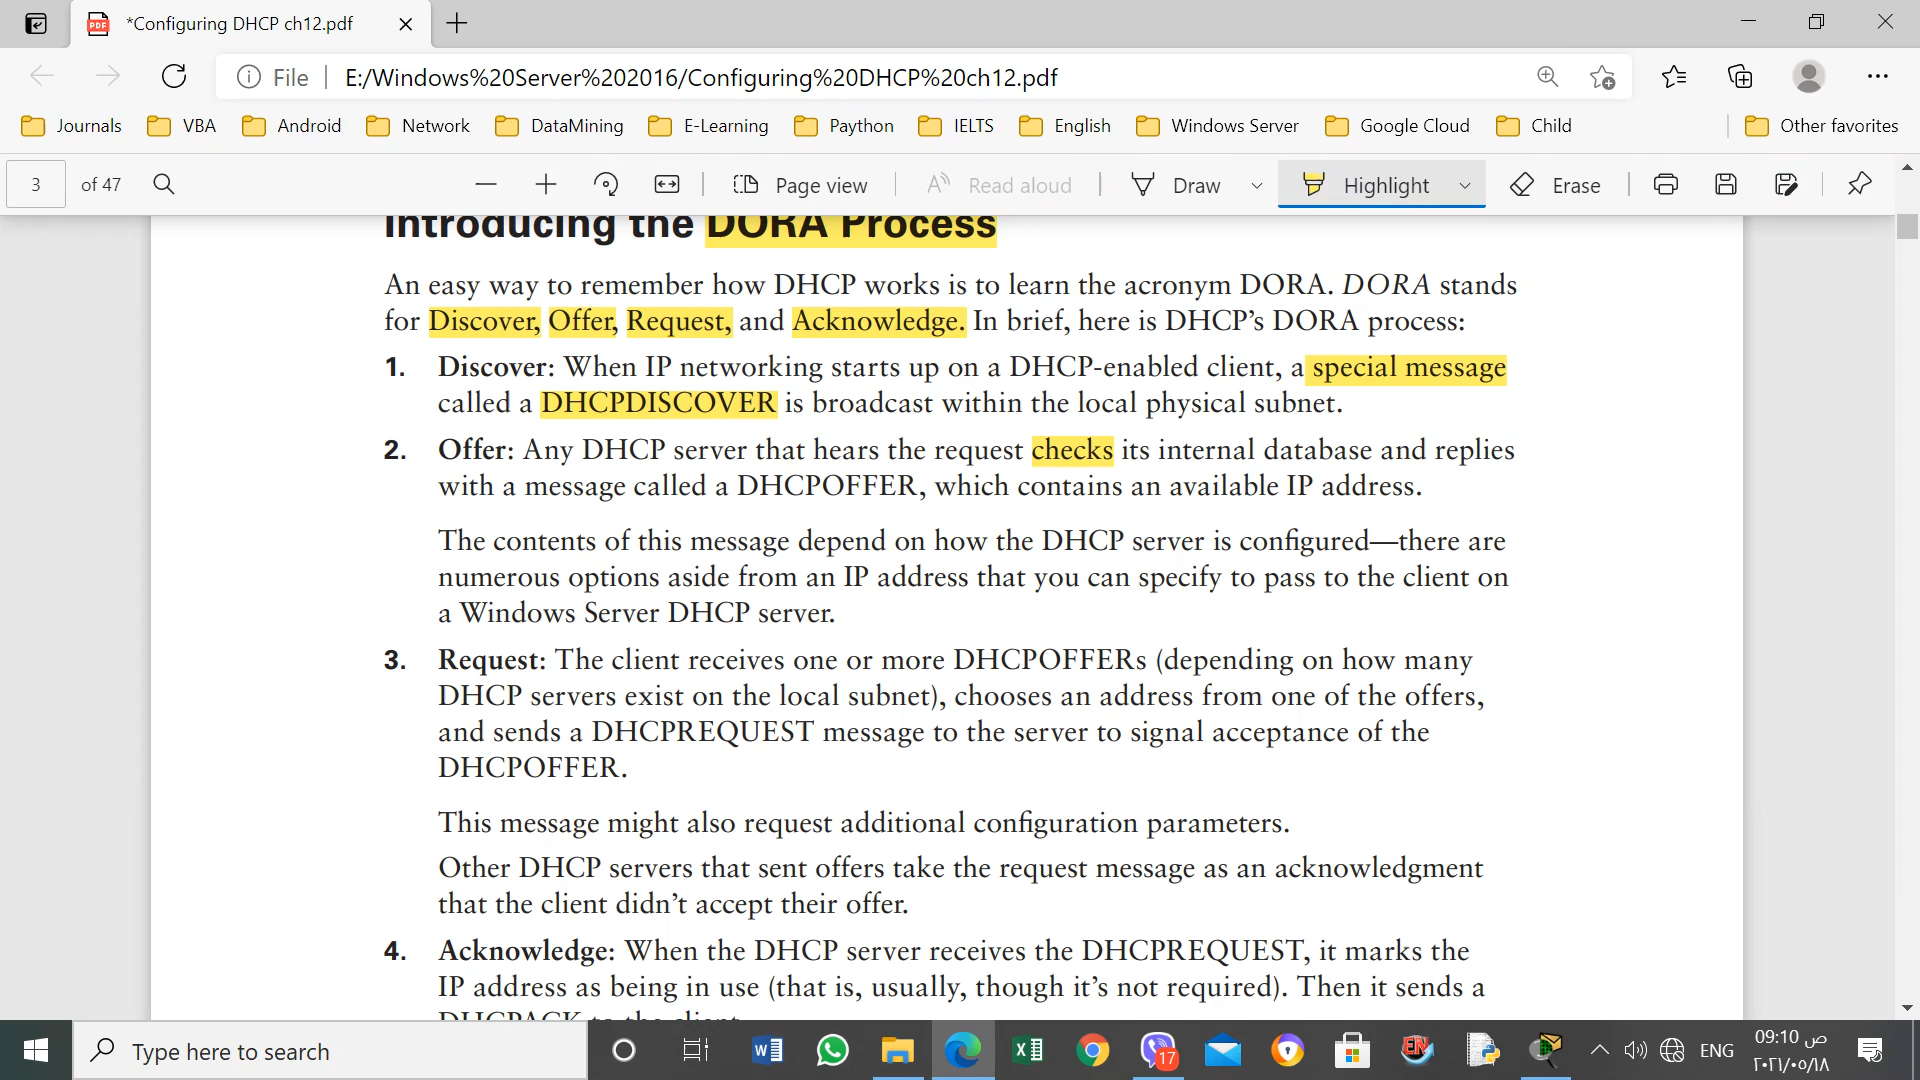 *Configuring DHCP ch12.pdf
File | E:/Windows%20Server%202016/Configuring%20DHCP%20ch12.pdf
Journals VBA Android Network DataMining E-Learning Paython IELTS English Windows Server Google Cloud Child Other favorites
3 of 47 Page view Read aloud Draw Highlight Erase
Introducing the DORA Process
An easy way to remember how DHCP works is to learn the acronym DORA. DORA stands
for Discover, Offer, Request, and Acknowledge. In brief, here is DHCP’s DORA process:
1. Discover: When IP networking starts up on a DHCP-enabled client, a special message
called a DHCPDISCOVER is broadcast within the local physical subnet.
2. Offer: Any DHCP server that hears the request checks its internal database and replies
with a message called a DHCPOFFER, which contains an available IP address.
The contents of this message depend on how the DHCP server is configured—there are
numerous options aside from an IP address that you can specify to pass to the client on
a Windows Server DHCP server.
3. Request: The client receives one or more DHCPOFFERs (depending on how many
DHCP servers exist on the local subnet), chooses an address from one of the offers,
and sends a DHCPREQUEST message to the server to signal acceptance of the
DHCPOFFER.
This message might also request additional configuration parameters.
Other DHCP servers that sent offers take the request message as an acknowledgment
that the client didn’t accept their offer.
4. Acknowledge: When the DHCP server receives the DHCPREQUEST, it marks the
IP address as being in use (that is, usually, though it’s not required). Then it sends a
DHCPACK to the client
Type here to search 17 ENG 09:10 ص
٢٠٢١/٠٥/١٨